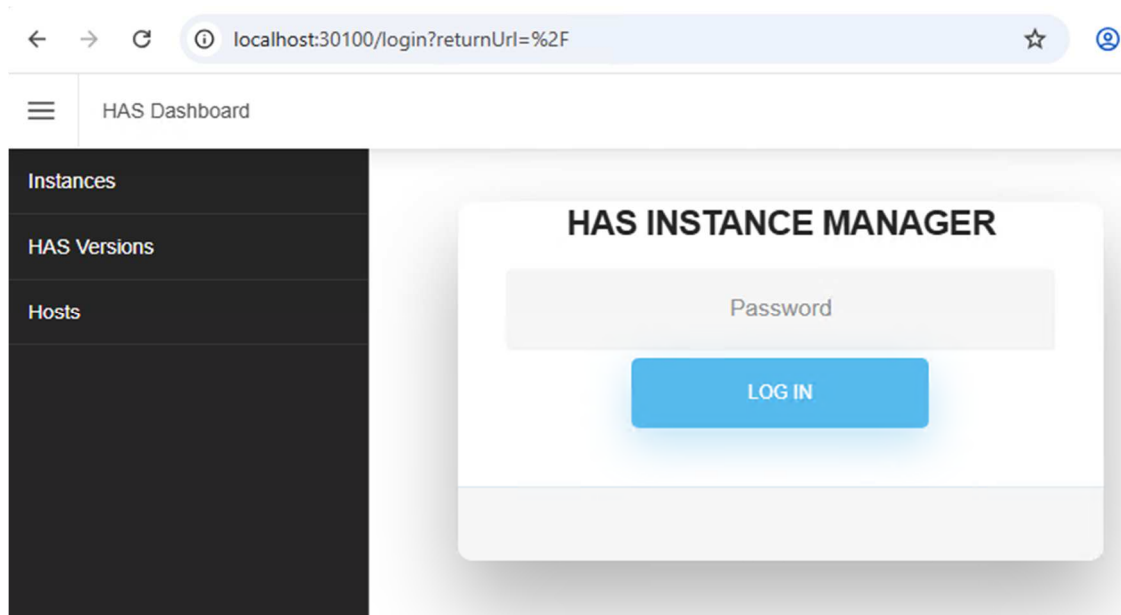 localhost:30100/login?returnUrl=%2F
HAS Dashboard
Instances
HAS Versions
Hosts
HAS INSTANCE MANAGER
Password
LOG IN